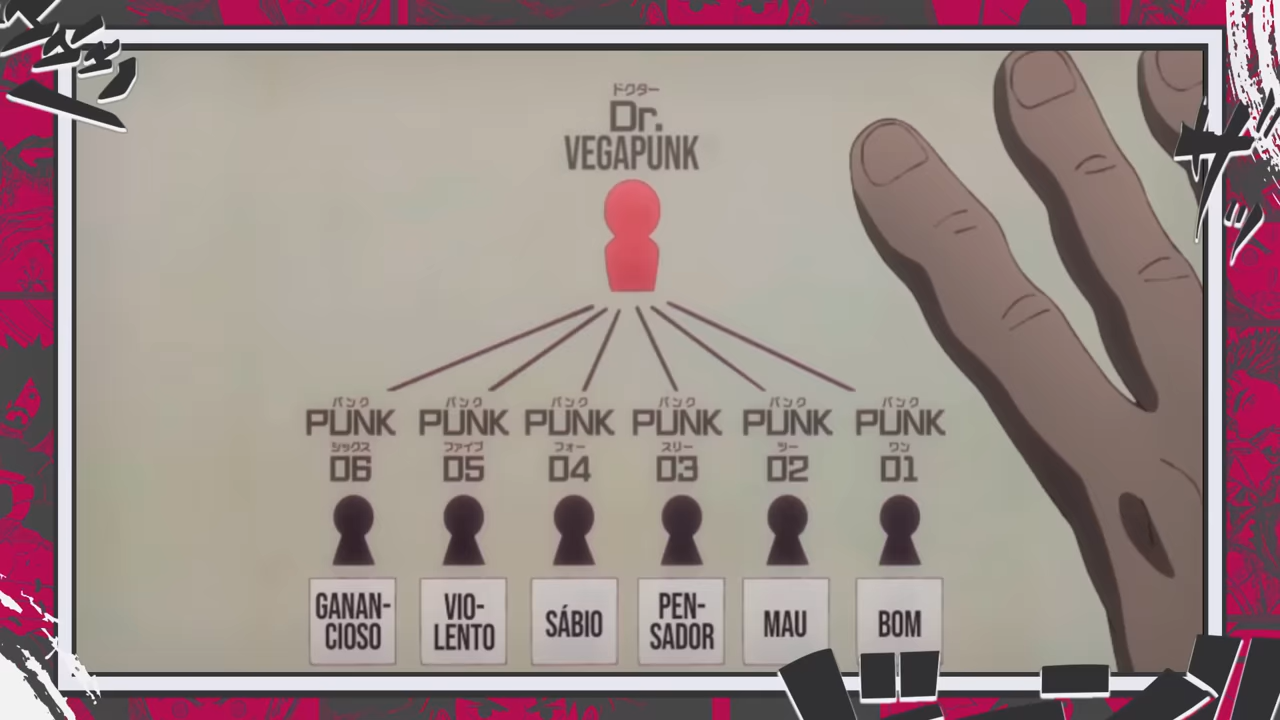 ドクター
Dr.
VEGAPUNK
パンク パンク パンク パンク パンク パンク
PUNK PUNK PUNK PUNK PUNK PUNK
シックス ファイブ フォー スリー ツー ワン
06 05 04 03 02 01
GANAN-
CIOSO
VIO-
LENTO
SÁBIO
PEN-
SADOR
MAU
BOM